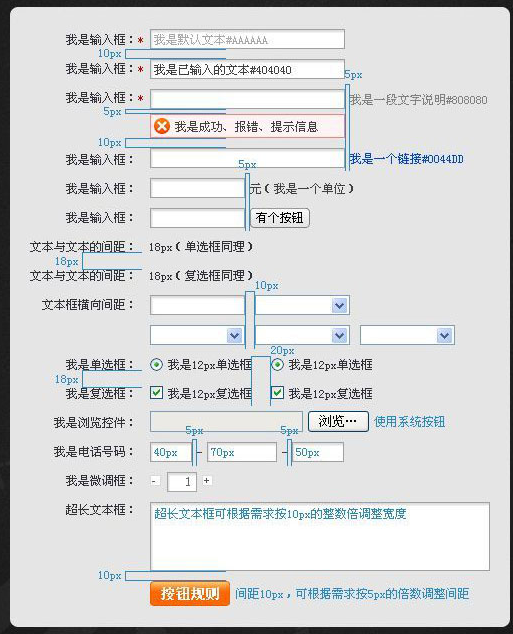 我是输入框：* 我是默认文本#AAAAAA
10px
我是输入框：* 我是已输入的文本#404040
5px
我是输入框：* 我是一段文字说明#808080
5px
我是成功、报错、提示信息
10px
我是输入框： 我是一个链接#0044DD
5px
我是输入框： 元（我是一个单位）
我是输入框： 有个按钮
文本与文本的间距： 18px（单选框同理）
18px
文本与文本的间距： 18px（复选框同理）
10px
文本框横向间距：
20px
我是单选框： 我是12px单选框 我是12px单选框
18px
我是复选框： 我是12px复选框 我是12px复选框
我是浏览控件： 浏览… 使用系统按钮
5px 5px
我是电话号码： 40px - 70px - 50px
我是微调框： - 1 +
超长文本框： 超长文本框可根据需求按10px的整数倍调整宽度
10px
按钮规则 间距10px，可根据需求按5px的倍数调整间距